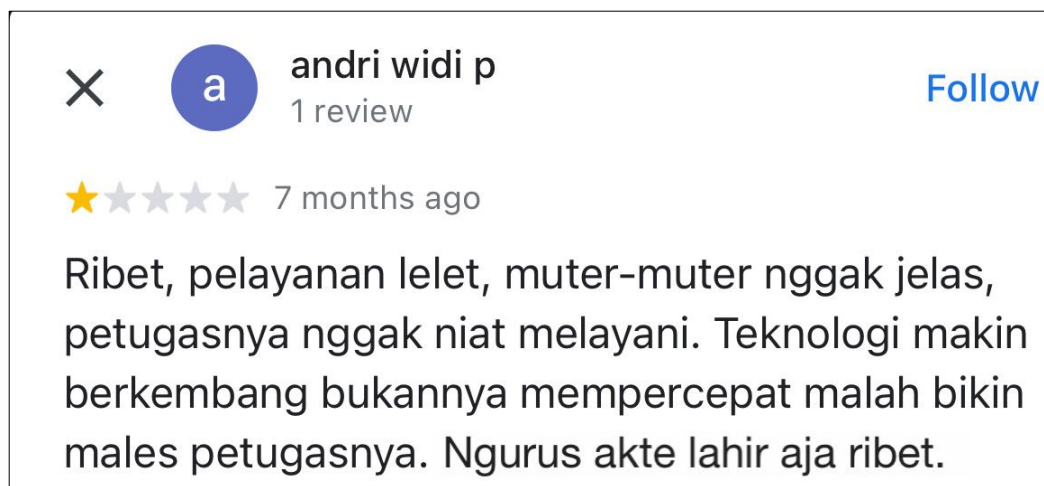 andri widi p
a
1 review
Follow
7 months ago
Ribet, pelayanan lelet, muter-muter nggak jelas,
petugasnya nggak niat melayani. Teknologi makin
berkembang bukannya mempercepat malah bikin
males petugasnya. Ngurus akte lahir aja ribet.